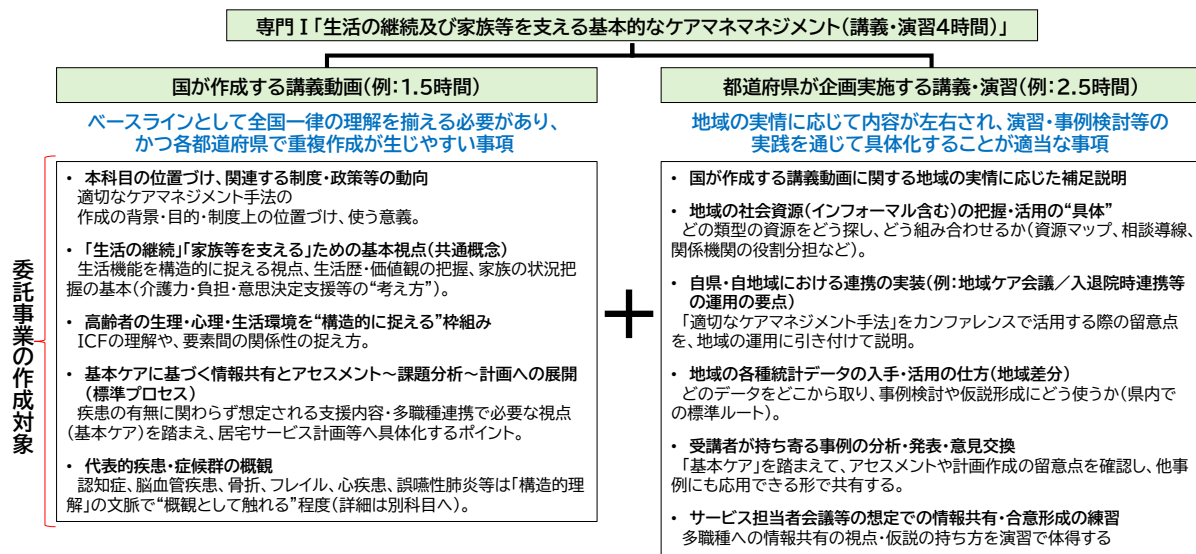 専門Ⅰ「生活の継続及び家族等を支える基本的なケアマネマネジメント(講義・演習4時間)」
国が作成する講義動画(例:1.5時間)
ベースラインとして全国一律の理解を揃える必要があり、
かつ各都道府県で重複作成が生じやすい事項
委託事業の作成対象
• 本科目の位置づけ、関連する制度・政策等の動向
適切なケアマネジメント手法の
作成の背景・目的・制度上の位置づけ、使う意義。
• 「生活の継続」「家族等を支える」ための基本視点(共通概念)
生活機能を構造的に捉える視点、生活歴・価値観の把握、家族の状況把
握の基本(介護力・負担・意思決定支援等の“考え方”)。
• 高齢者の生理・心理・生活環境を“構造的に捉える”枠組み
ICFの理解や、要素間の関係性の捉え方。
• 基本ケアに基づく情報共有とアセスメント~課題分析~計画への展開
(標準プロセス)
疾患の有無に関わらず想定される支援内容・多職種連携で必要な視点
(基本ケア)を踏まえ、居宅サービス計画等へ具体化するポイント。
• 代表的疾患・症候群の概観
認知症、脳血管疾患、骨折、フレイル、心疾患、誤嚥性肺炎等は「構造的理
解」の文脈で“概観として触れる”程度(詳細は別科目へ)。
+
都道府県が企画実施する講義・演習(例:2.5時間)
地域の実情に応じて内容が左右され、演習・事例検討等の
実践を通じて具体化することが適当な事項
• 国が作成する講義動画に関する地域の実情に応じた補足説明
• 地域の社会資源(インフォーマル含む)の把握・活用の“具体”
どの類型の資源をどう探し、どう組み合わせるか(資源マップ、相談導線、
関係機関の役割分担など)。
• 自県・自地域における連携の実装(例:地域ケア会議/入退院時連携等
の運用の要点)
「適切なケアマネジメント手法」をカンファレンスで活用する際の留意点
を、地域の運用に引き付けて説明。
• 地域の各種統計データの入手・活用の仕方(地域差分)
どのデータをどこから取り、事例検討や仮説形成にどう使うか(県内で
の標準ルート)。
• 受講者が持ち寄る事例の分析・発表・意見交換
「基本ケア」を踏まえて、アセスメントや計画作成の留意点を確認し、他事
例にも応用できる形で共有する。
• サービス担当者会議等の想定での情報共有・合意形成の練習
多職種への情報共有の視点・仮説の持ち方を演習で体得する